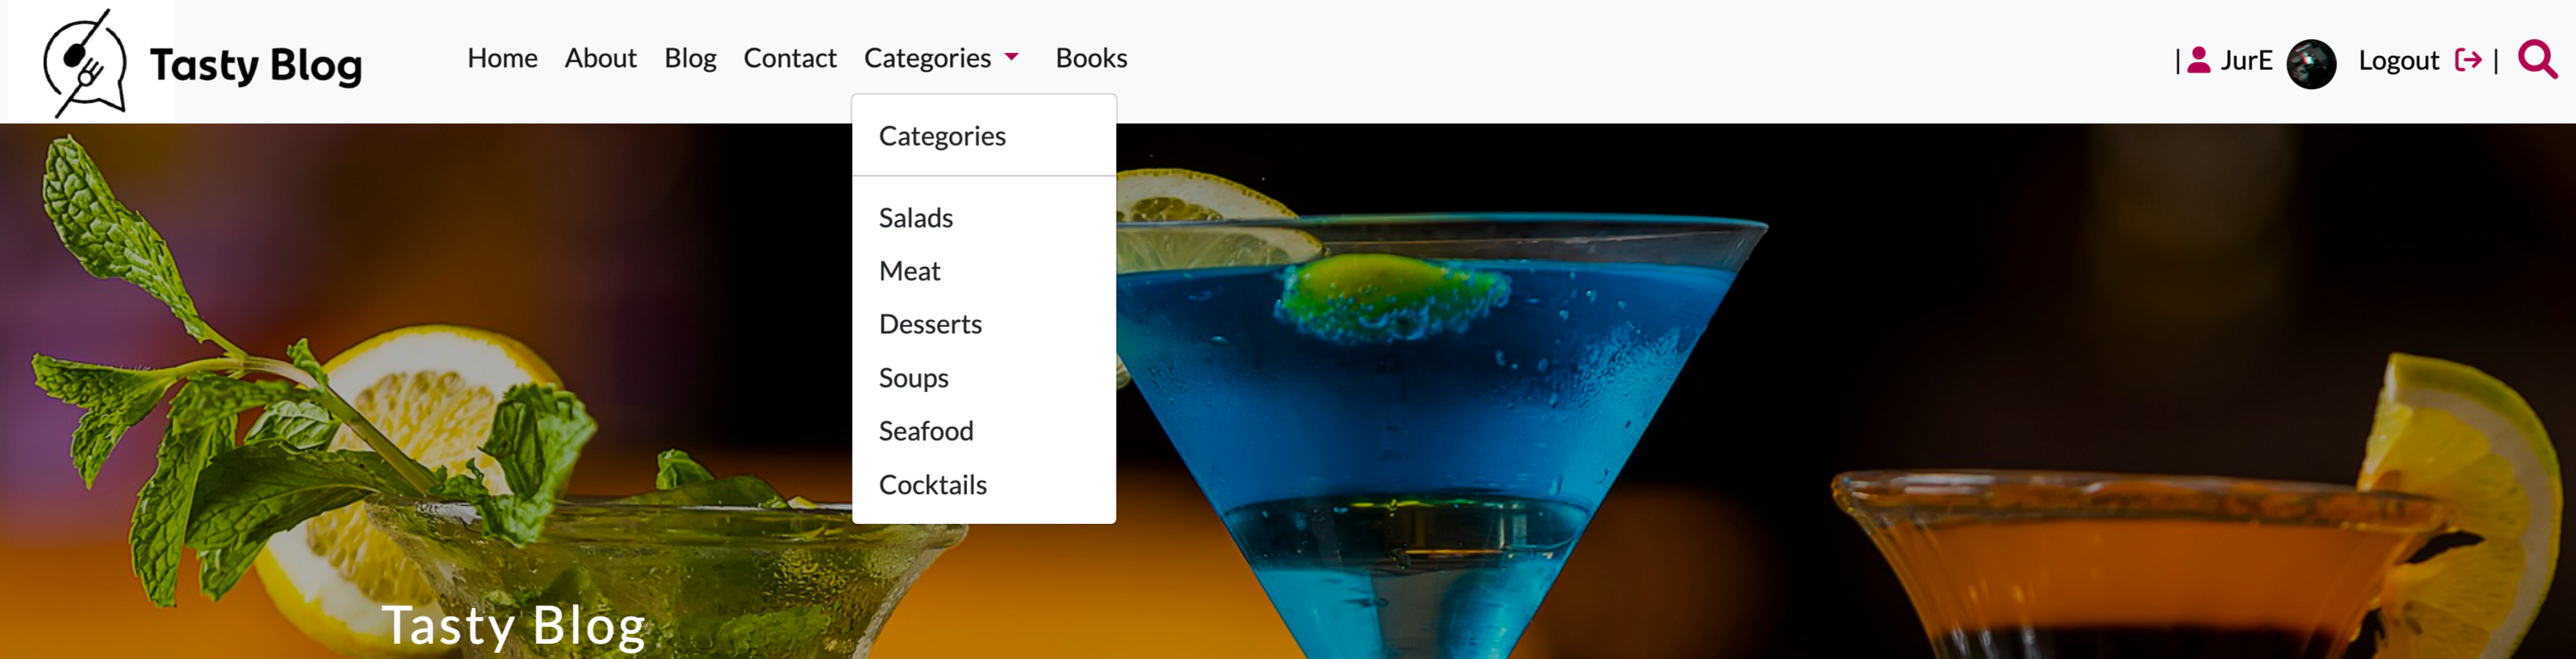 Tasty Blog
Home About Blog Contact Categories Books
| JurE Logout |
Categories
Salads
Meat
Desserts
Soups
Seafood
Cocktails
Tasty Blog